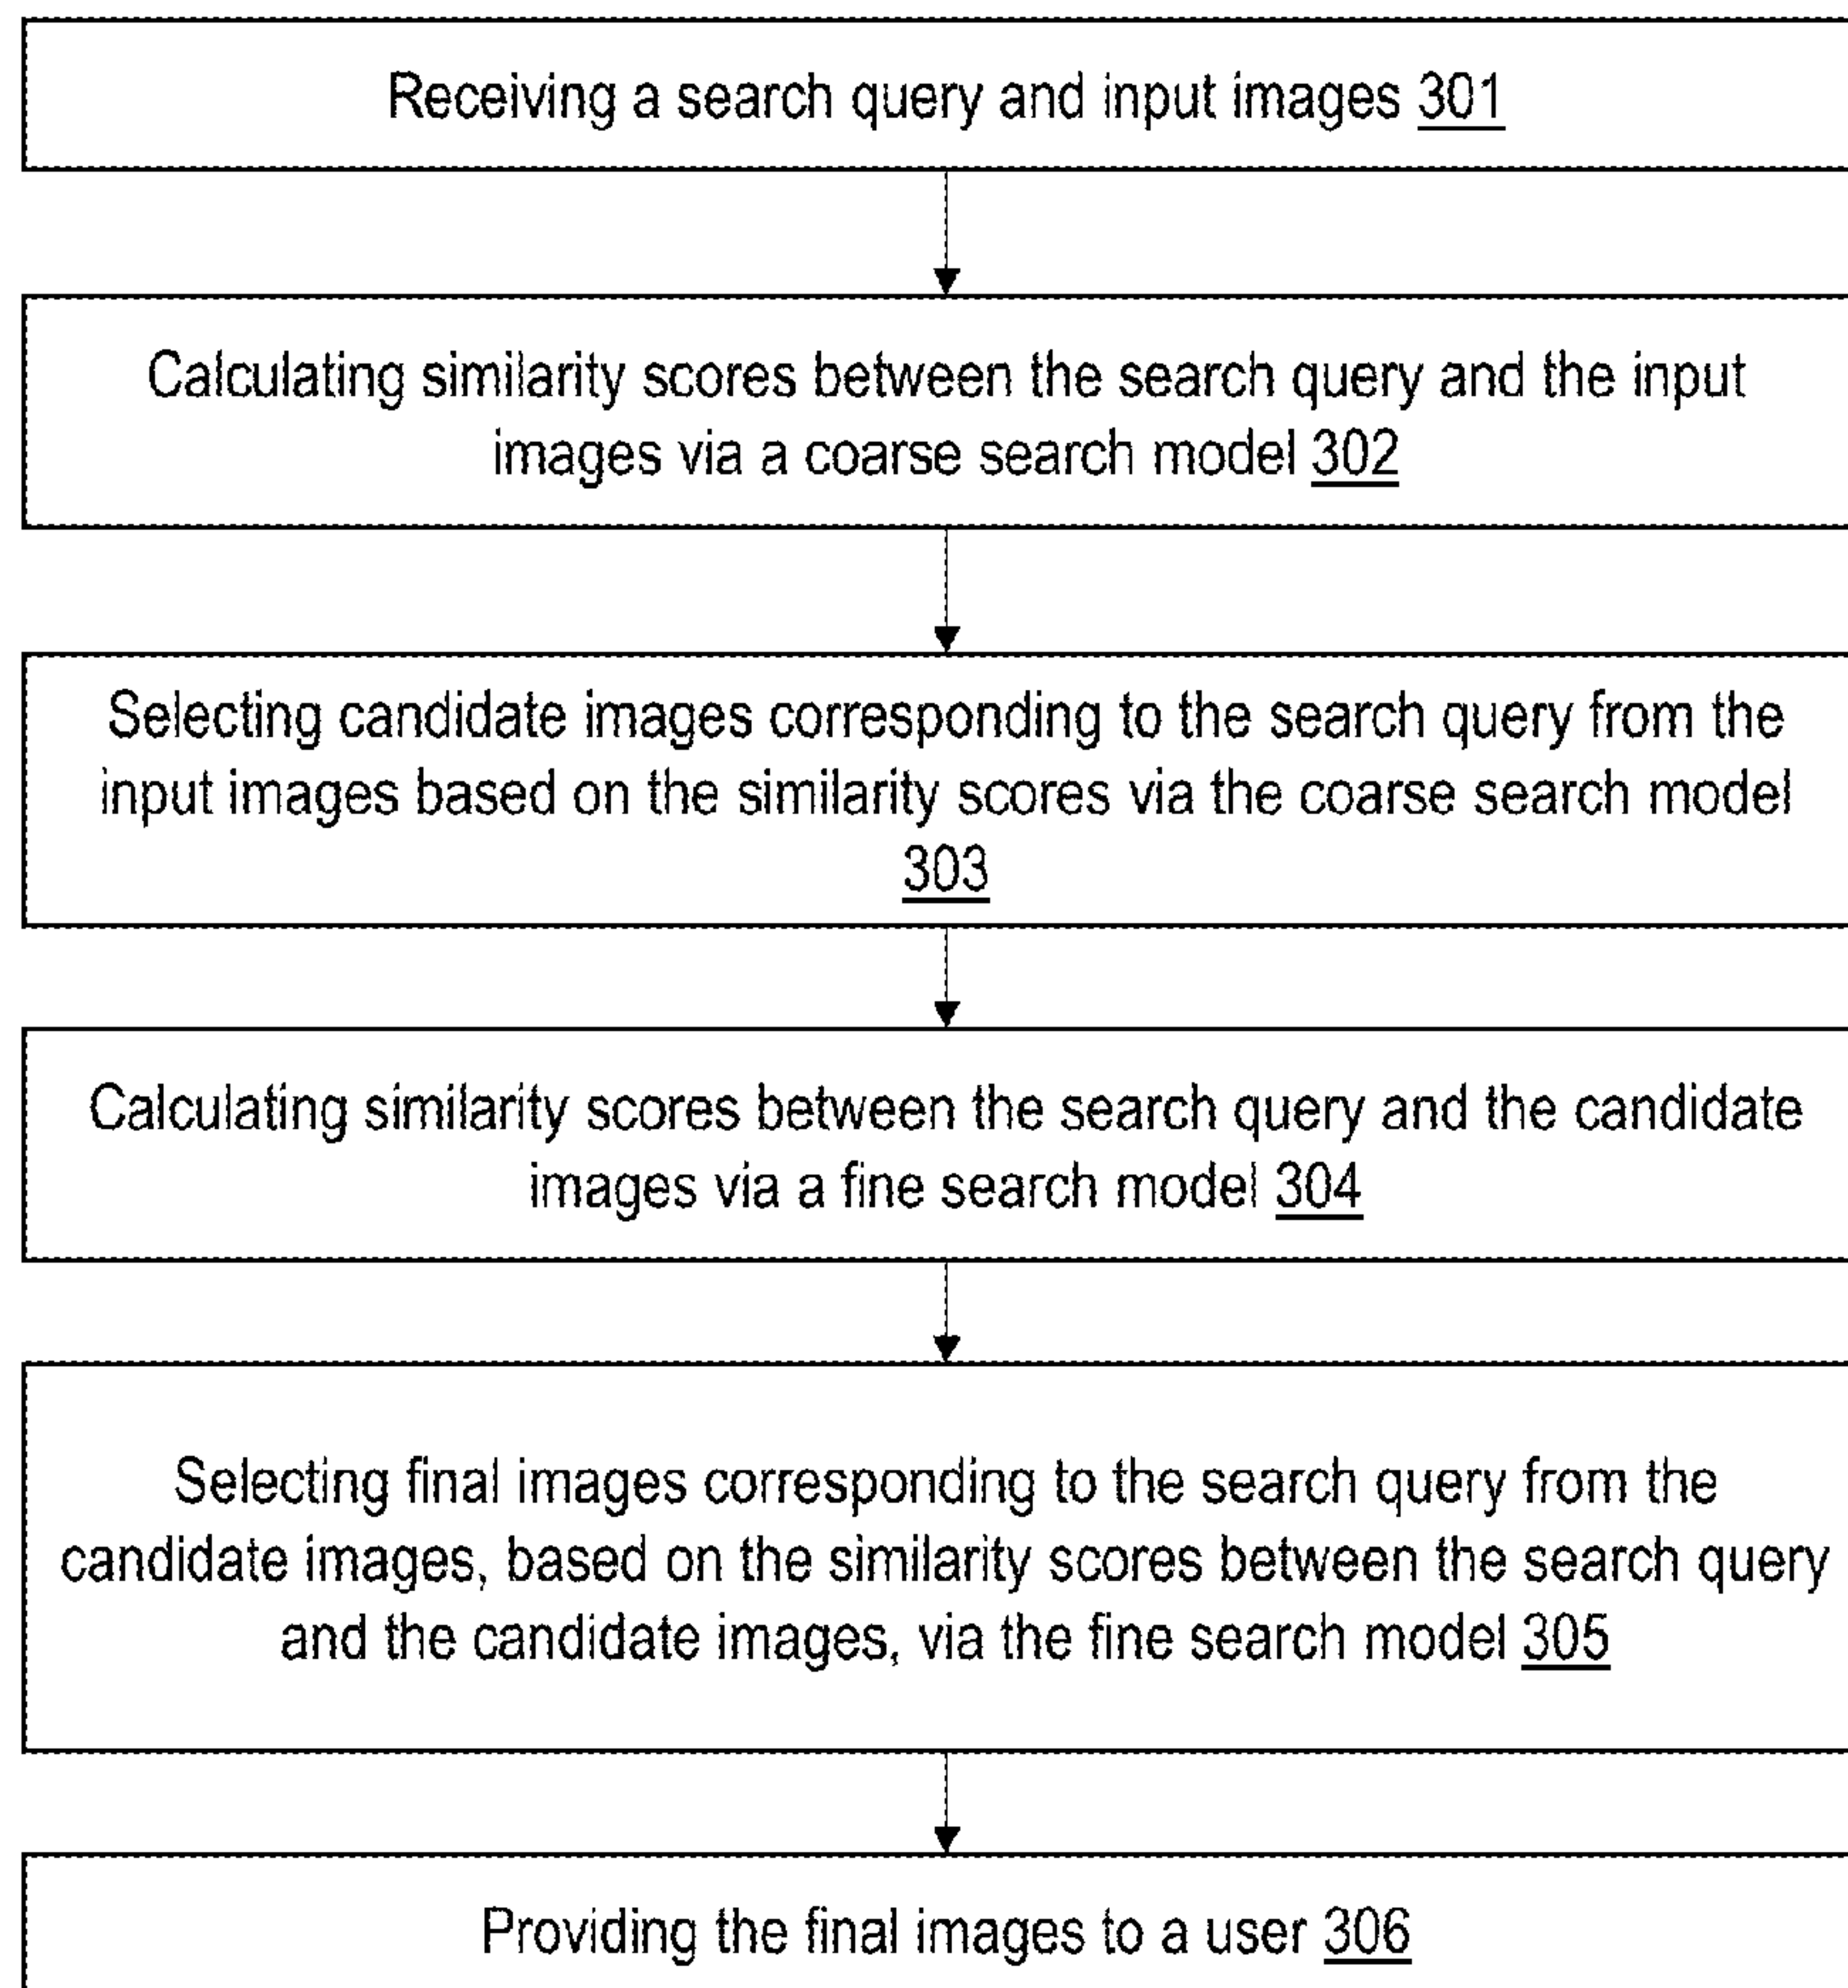 Receiving a search query and input images 301
Calculating similarity scores between the search query and the input
images via a coarse search model 302
Selecting candidate images corresponding to the search query from the
input images based on the similarity scores via the coarse search model
303
Calculating similarity scores between the search query and the candidate
images via a fine search model 304
Selecting final images corresponding to the search query from the
candidate images, based on the similarity scores between the search query
and the candidate images, via the fine search model 305
Providing the final images to a user 306